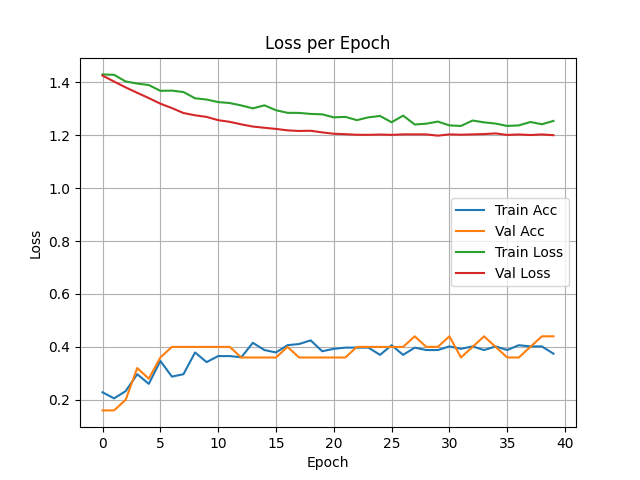 Loss per Epoch
Loss
1.4
1.2
1.0
0.8
0.6
0.4
0.2
Train Acc
Val Acc
Train Loss
Val Loss
0 5 10 15 20 25 30 35 40
Epoch